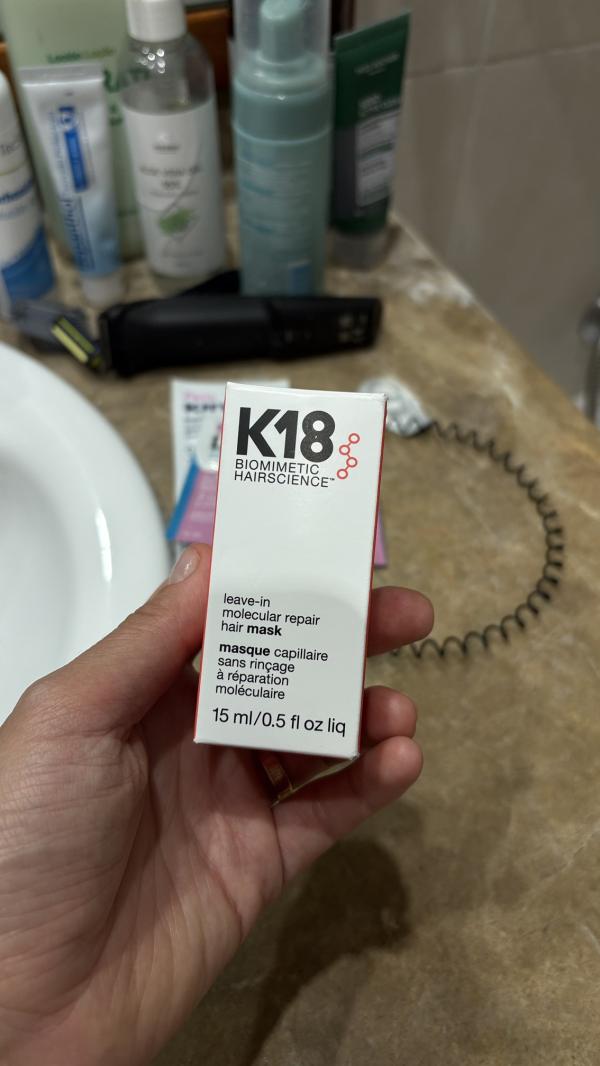 K18
BIOMIMETIC
HAIRSCIENCE™
leave-in
molecular repair
hair mask
masque capillaire
sans rinçage
à réparation
moléculaire
15 ml/0.5 fl oz liq